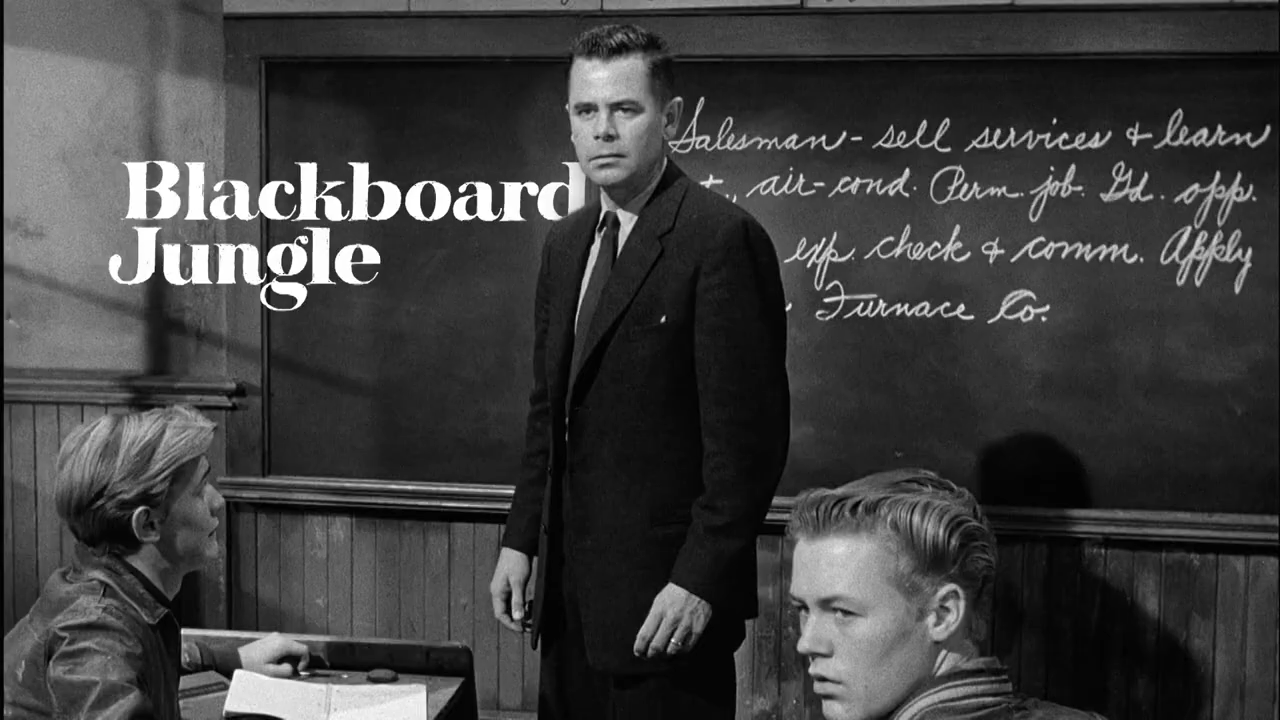 Blackboard
Jungle
Salesman - sell services & learn
air-cond. Perm. job. Gd. opp.
exp. check & comm. Apply
Furnace Co.